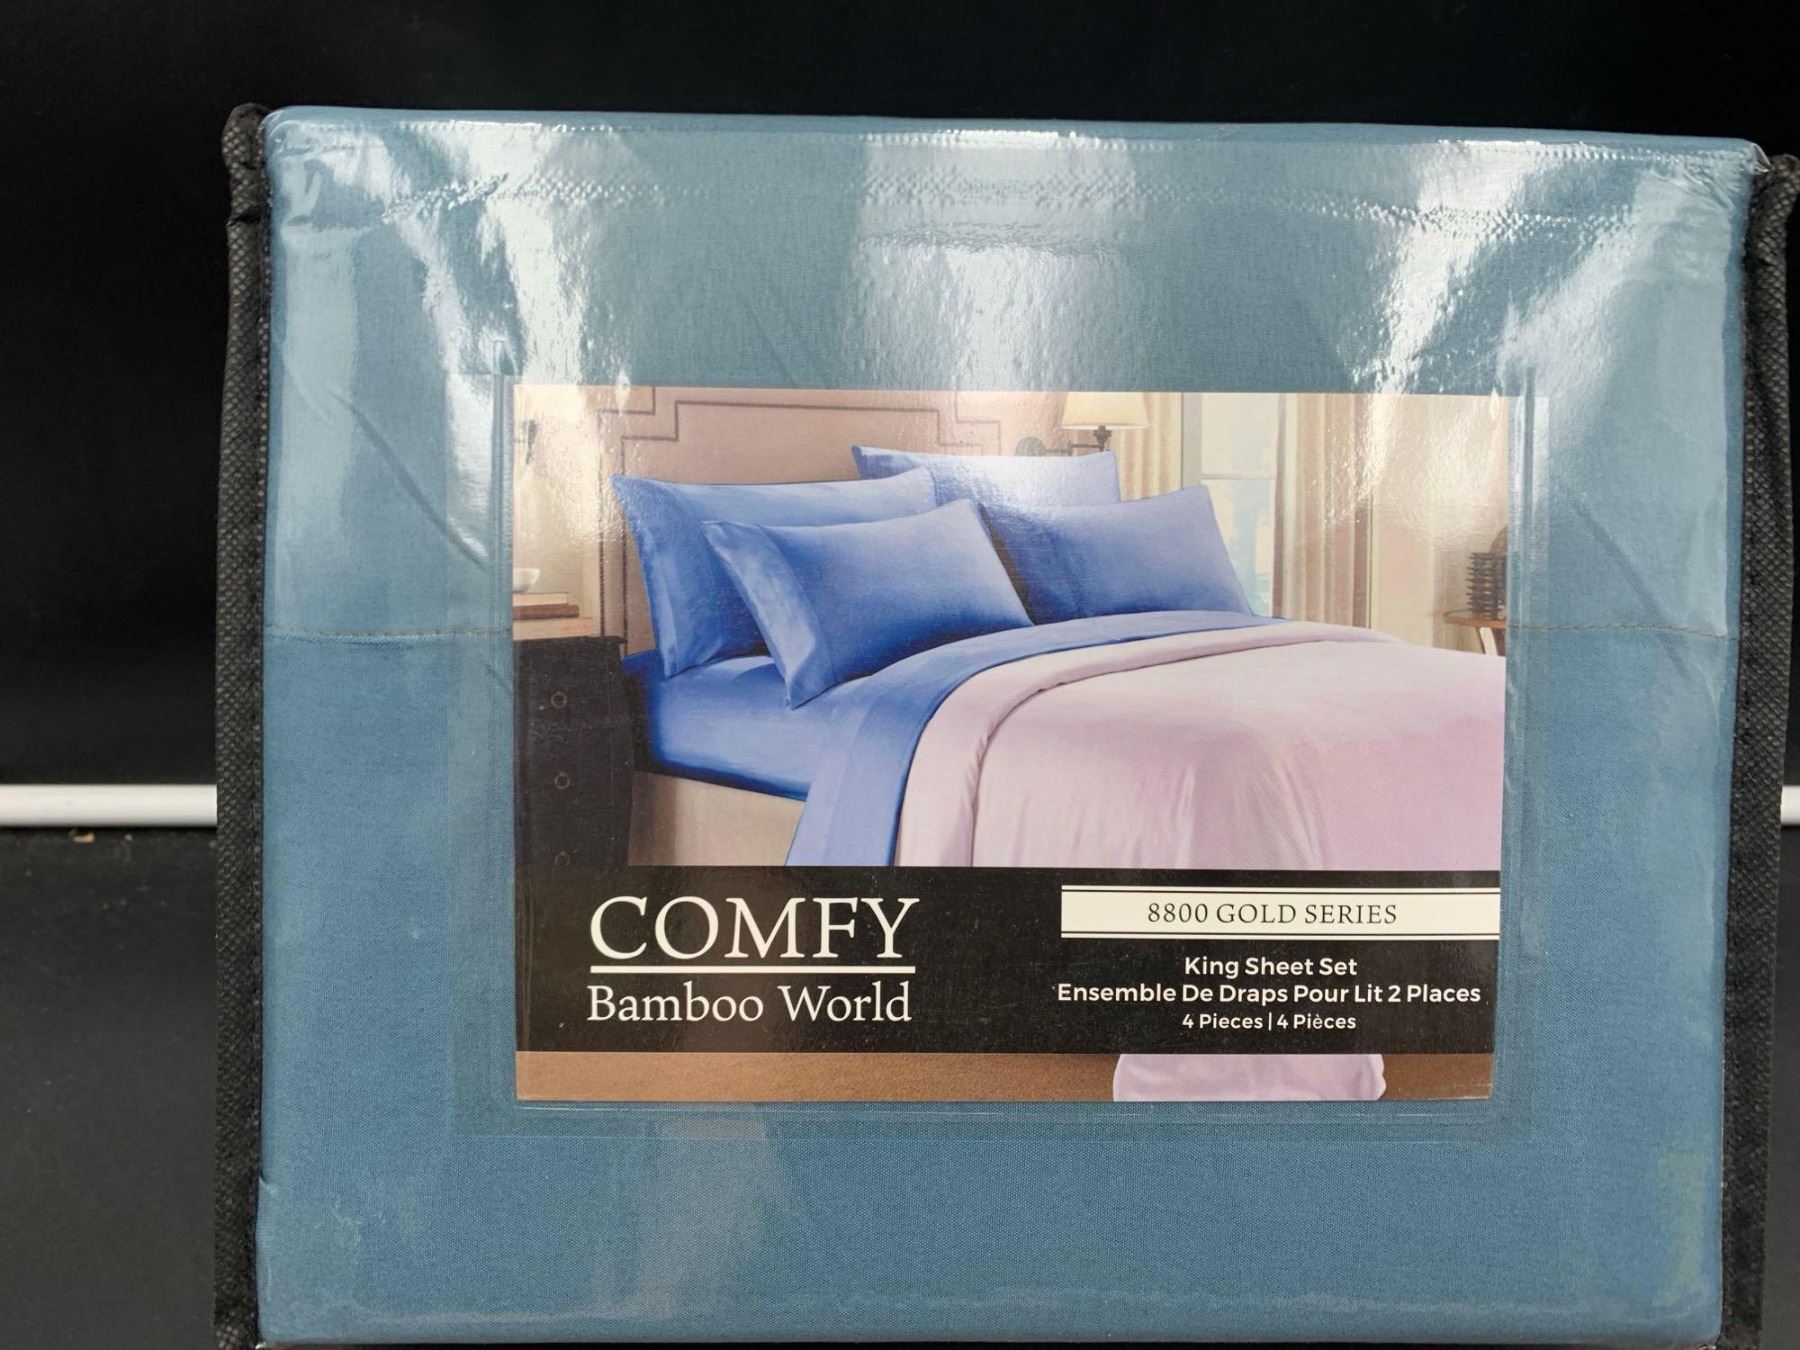 COMFY
Bamboo World
8800 GOLD SERIES
King Sheet Set
Ensemble De Draps Pour Lit 2 Places
4 Pieces | 4 Pièces